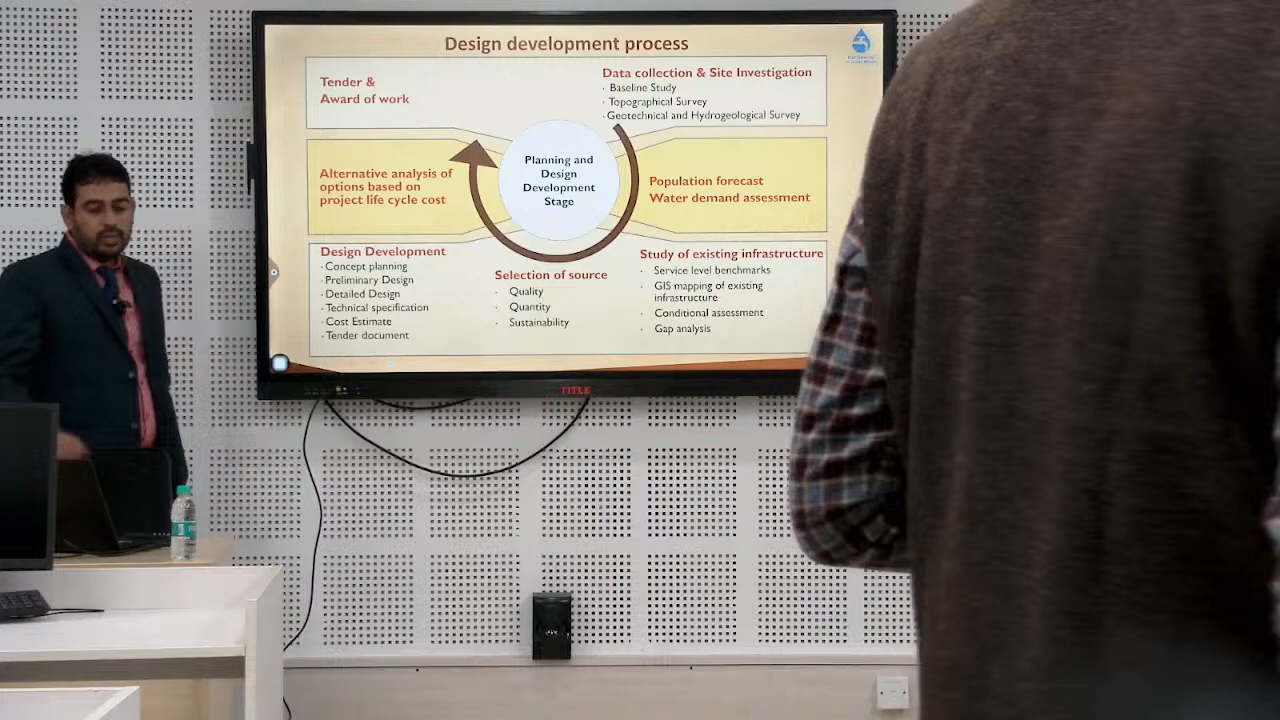 Design development process
Tender &
Award of work
Data collection & Site Investigation
· Baseline Study
· Topographical Survey
· Geotechnical and Hydrogeological Survey
Planning and
Design
Development
Stage
Alternative analysis of
options based on
project life cycle cost
Population forecast
Water demand assessment
Design Development
· Concept planning
· Preliminary Design
· Detailed Design
· Technical specification
· Cost Estimate
· Tender document
Selection of source
· Quality
· Quantity
· Sustainability
Study of existing infrastructure
· Service level benchmarks
· GIS mapping of existing
infrastructure
· Conditional assessment
· Gap analysis
TITLE